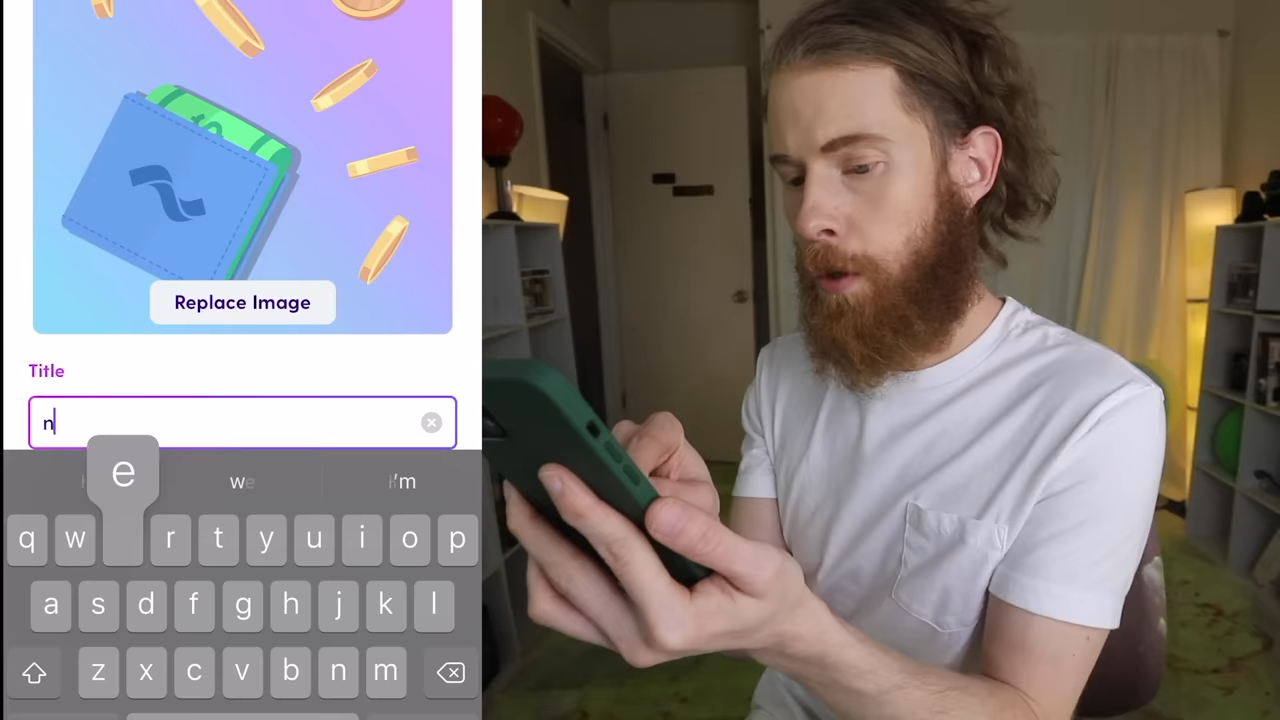 Replace Image
Title
n
e
we
i'm
q w r t y u i o p
a s d f g h j k l
z x c v b n m